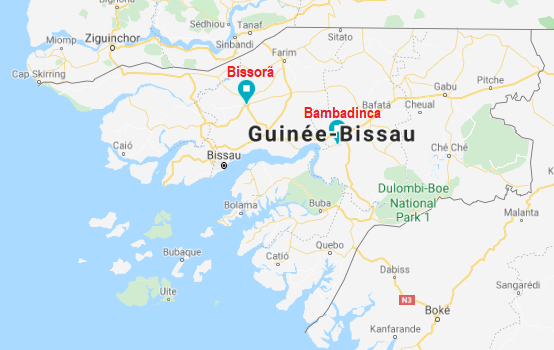 Bignona
Sédhiou
Tanaf
Sitato
Miomp
Ziguinchor
Sinbandi
Farim
Cap Skirring
Bissorã
Pitche
Gabu
Bambadinca
Bafatá
Cheual
Guinée-Bissau
Caió
Bissau
Ché Ché
Dulombi-Boe
National
Park 1
Bolama
Buba
Malanta
Quebo
Bubaque
Catió
Dabiss
Uite
Sangarédi
N3
Boké
Kanfarande